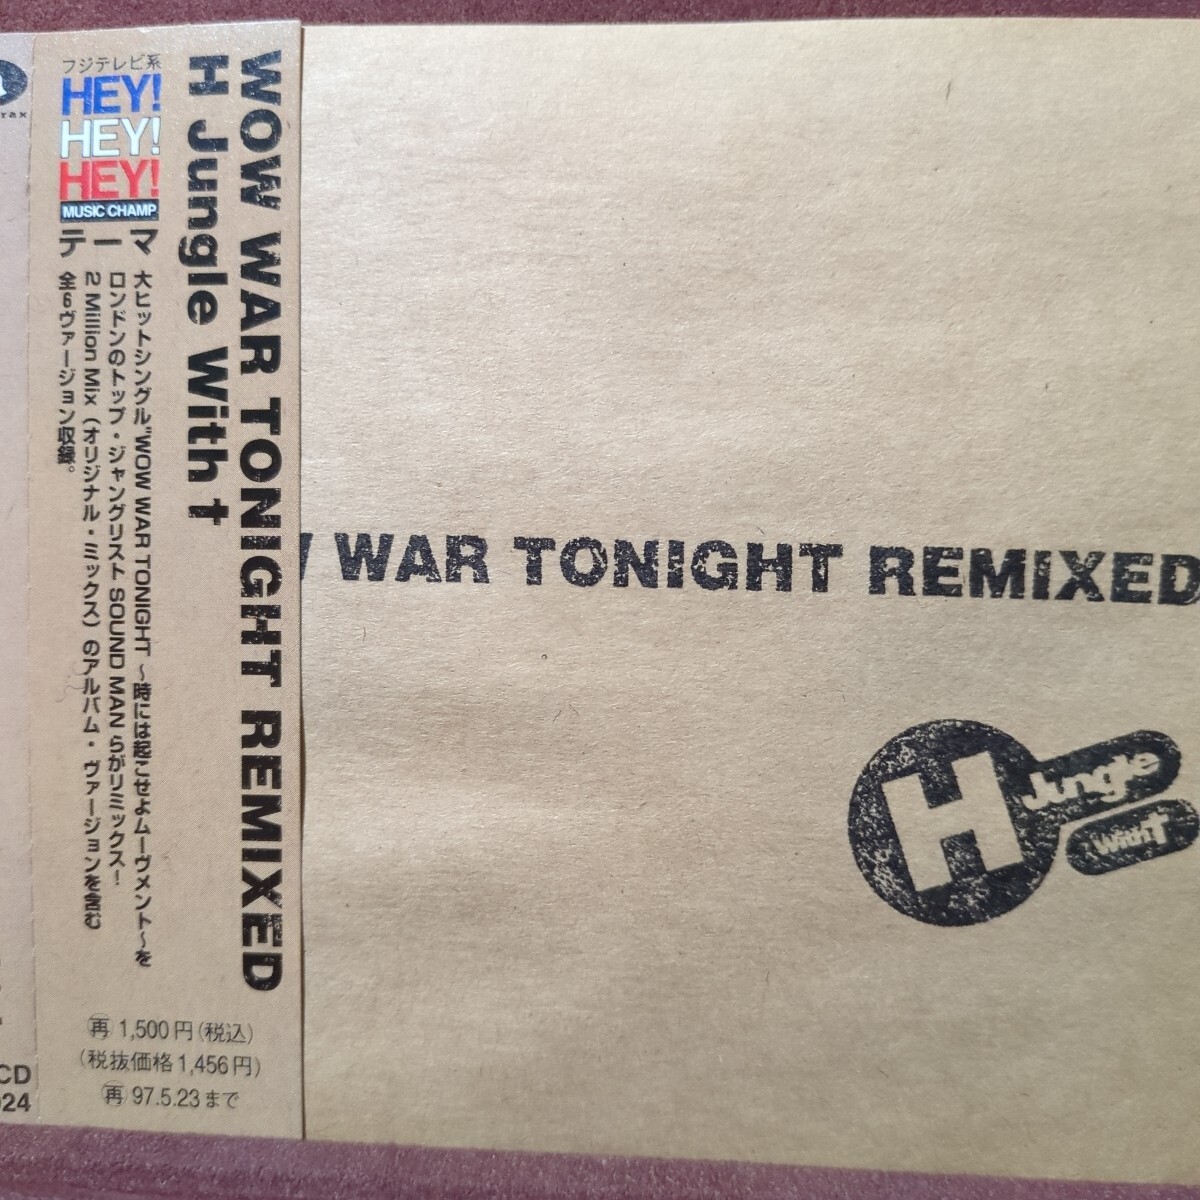 rax
CD
024
フジテレビ系
HEY!
HEY!
HEY!
MUSIC CHAMP
テーマ
WOW WAR TONIGHT REMIXED
H Jungle With t
大ヒットシングル"WOW WAR TONIGHT ～時には起こせよムーヴメント～を
ロンドンのトップ・ジャングリスト SOUND MAN らがリミックス！
2 Million Mix（オリジナル・ミックス）のアルバム・ヴァージョンを含む
全6ヴァージョン収録。
再 1,500円(税込)
(税抜価格1,456円)
再 97.5.23まで
WAR TONIGHT REMIXED
H Jungle
With t